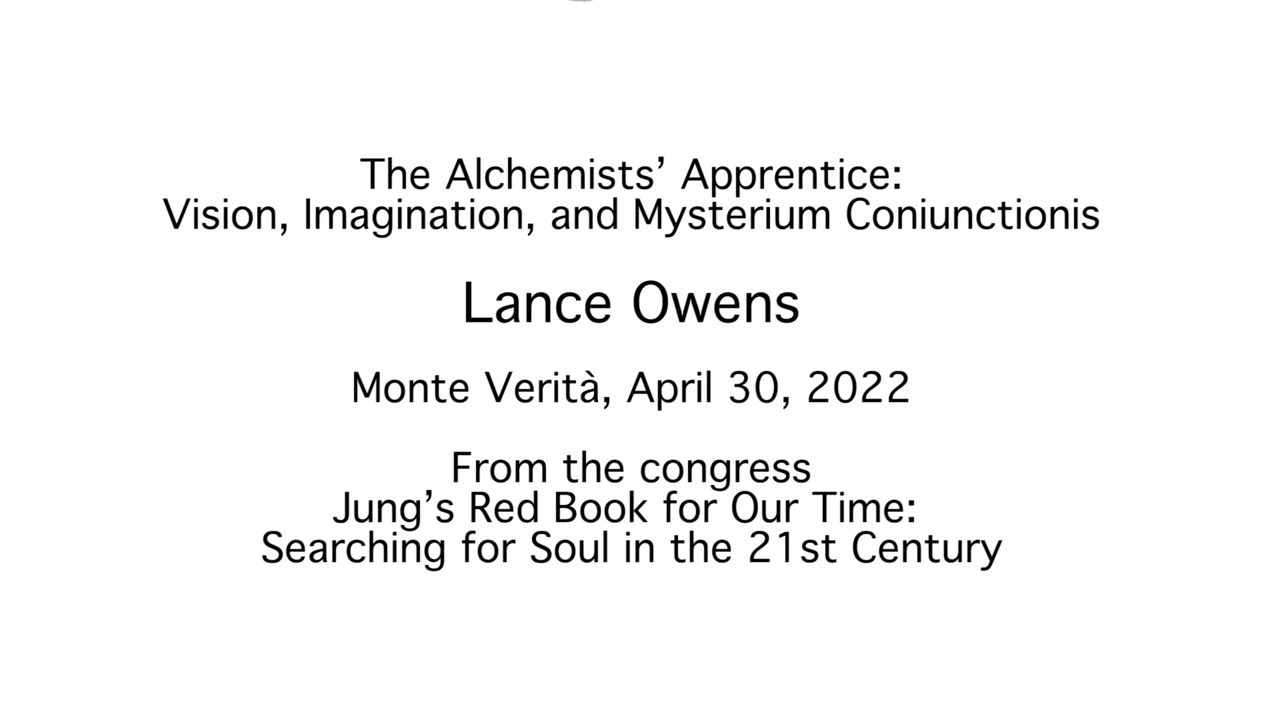 The Alchemists’ Apprentice:
Vision, Imagination, and Mysterium Coniunctionis
Lance Owens
Monte Verità, April 30, 2022
From the congress
Jung’s Red Book for Our Time:
Searching for Soul in the 21st Century